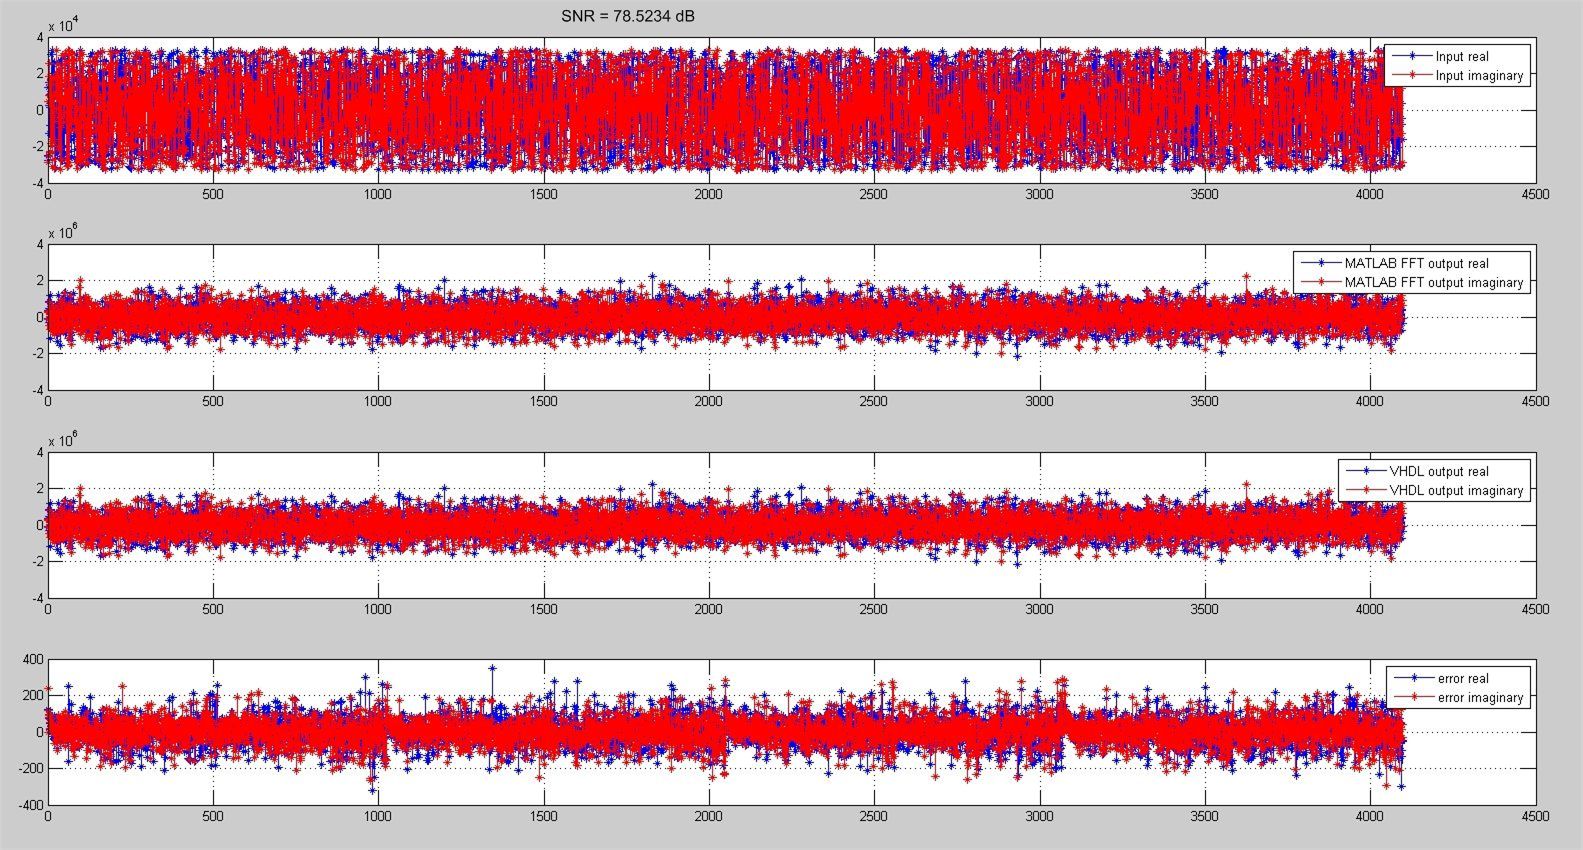 SNR = 78.5234 dB
x 10^4
4
2
0
-2
-4
0 500 1000 1500 2000 2500 3000 3500 4000 4500
Input real
Input imaginary
x 10^6
4
2
0
-2
-4
0 500 1000 1500 2000 2500 3000 3500 4000 4500
MATLAB FFT output real
MATLAB FFT output imaginary
x 10^6
4
2
0
-2
-4
0 500 1000 1500 2000 2500 3000 3500 4000 4500
VHDL output real
VHDL output imaginary
400
200
0
-200
-400
0 500 1000 1500 2000 2500 3000 3500 4000 4500
error real
error imaginary